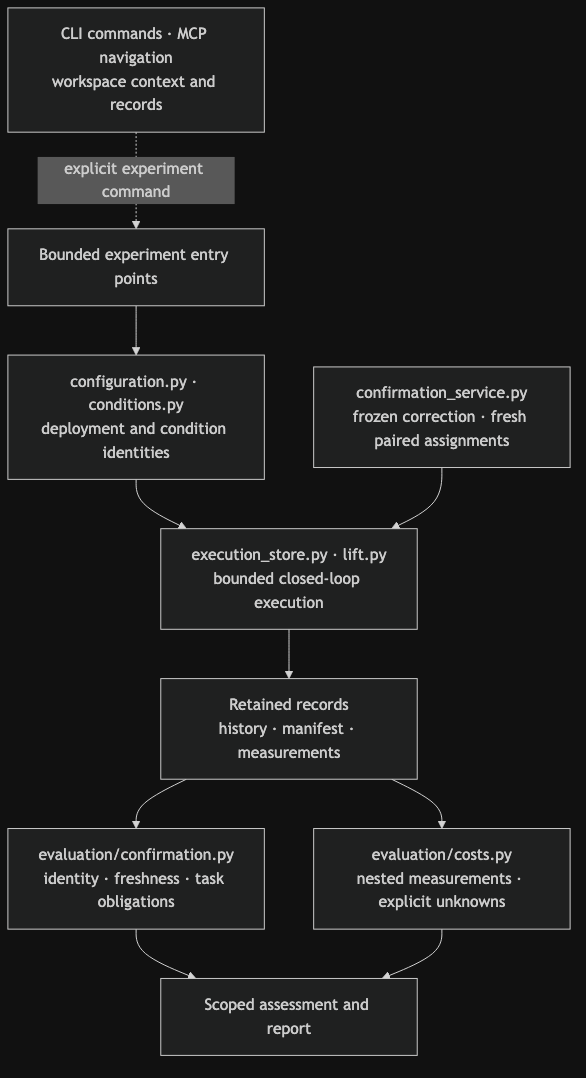 CLI commands · MCP
navigation
workspace context and
records
explicit experiment
command
Bounded experiment entry
points
configuration.py ·
conditions.py
deployment and condition
identities
confirmation_service.py
frozen correction · fresh
paired assignments
execution_store.py · lift.py
bounded closed-loop
execution
Retained records
history · manifest ·
measurements
evaluation/confirmation.py
identity · freshness · task
obligations
evaluation/costs.py
nested measurements ·
explicit unknowns
Scoped assessment and
report